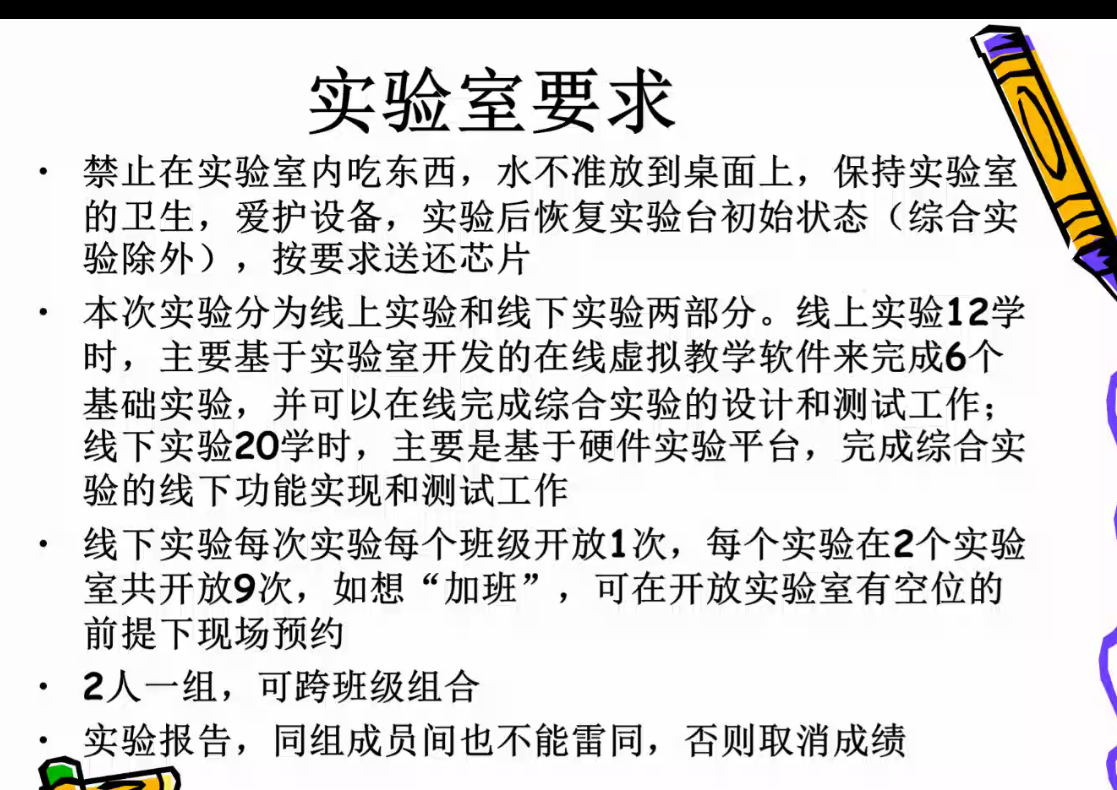 实验室要求
• 禁止在实验室内吃东西，水不准放到桌面上，保持实验室
的卫生，爱护设备，实验后恢复实验台初始状态（综合实
验除外），按要求送还芯片
• 本次实验分为线上实验和线下实验两部分。线上实验12学
时，主要基于实验室开发的在线虚拟教学软件来完成6个
基础实验，并可以在线完成综合实验的设计和测试工作；
线下实验20学时，主要是基于硬件实验平台，完成综合实
验的线下功能实现和测试工作
• 线下实验每次实验每个班级开放1次，每个实验在2个实验
室共开放9次，如想“加班”，可在开放实验室有空位的
前提下现场预约
• 2人一组，可跨班级组合
• 实验报告，同组成员间也不能雷同，否则取消成绩